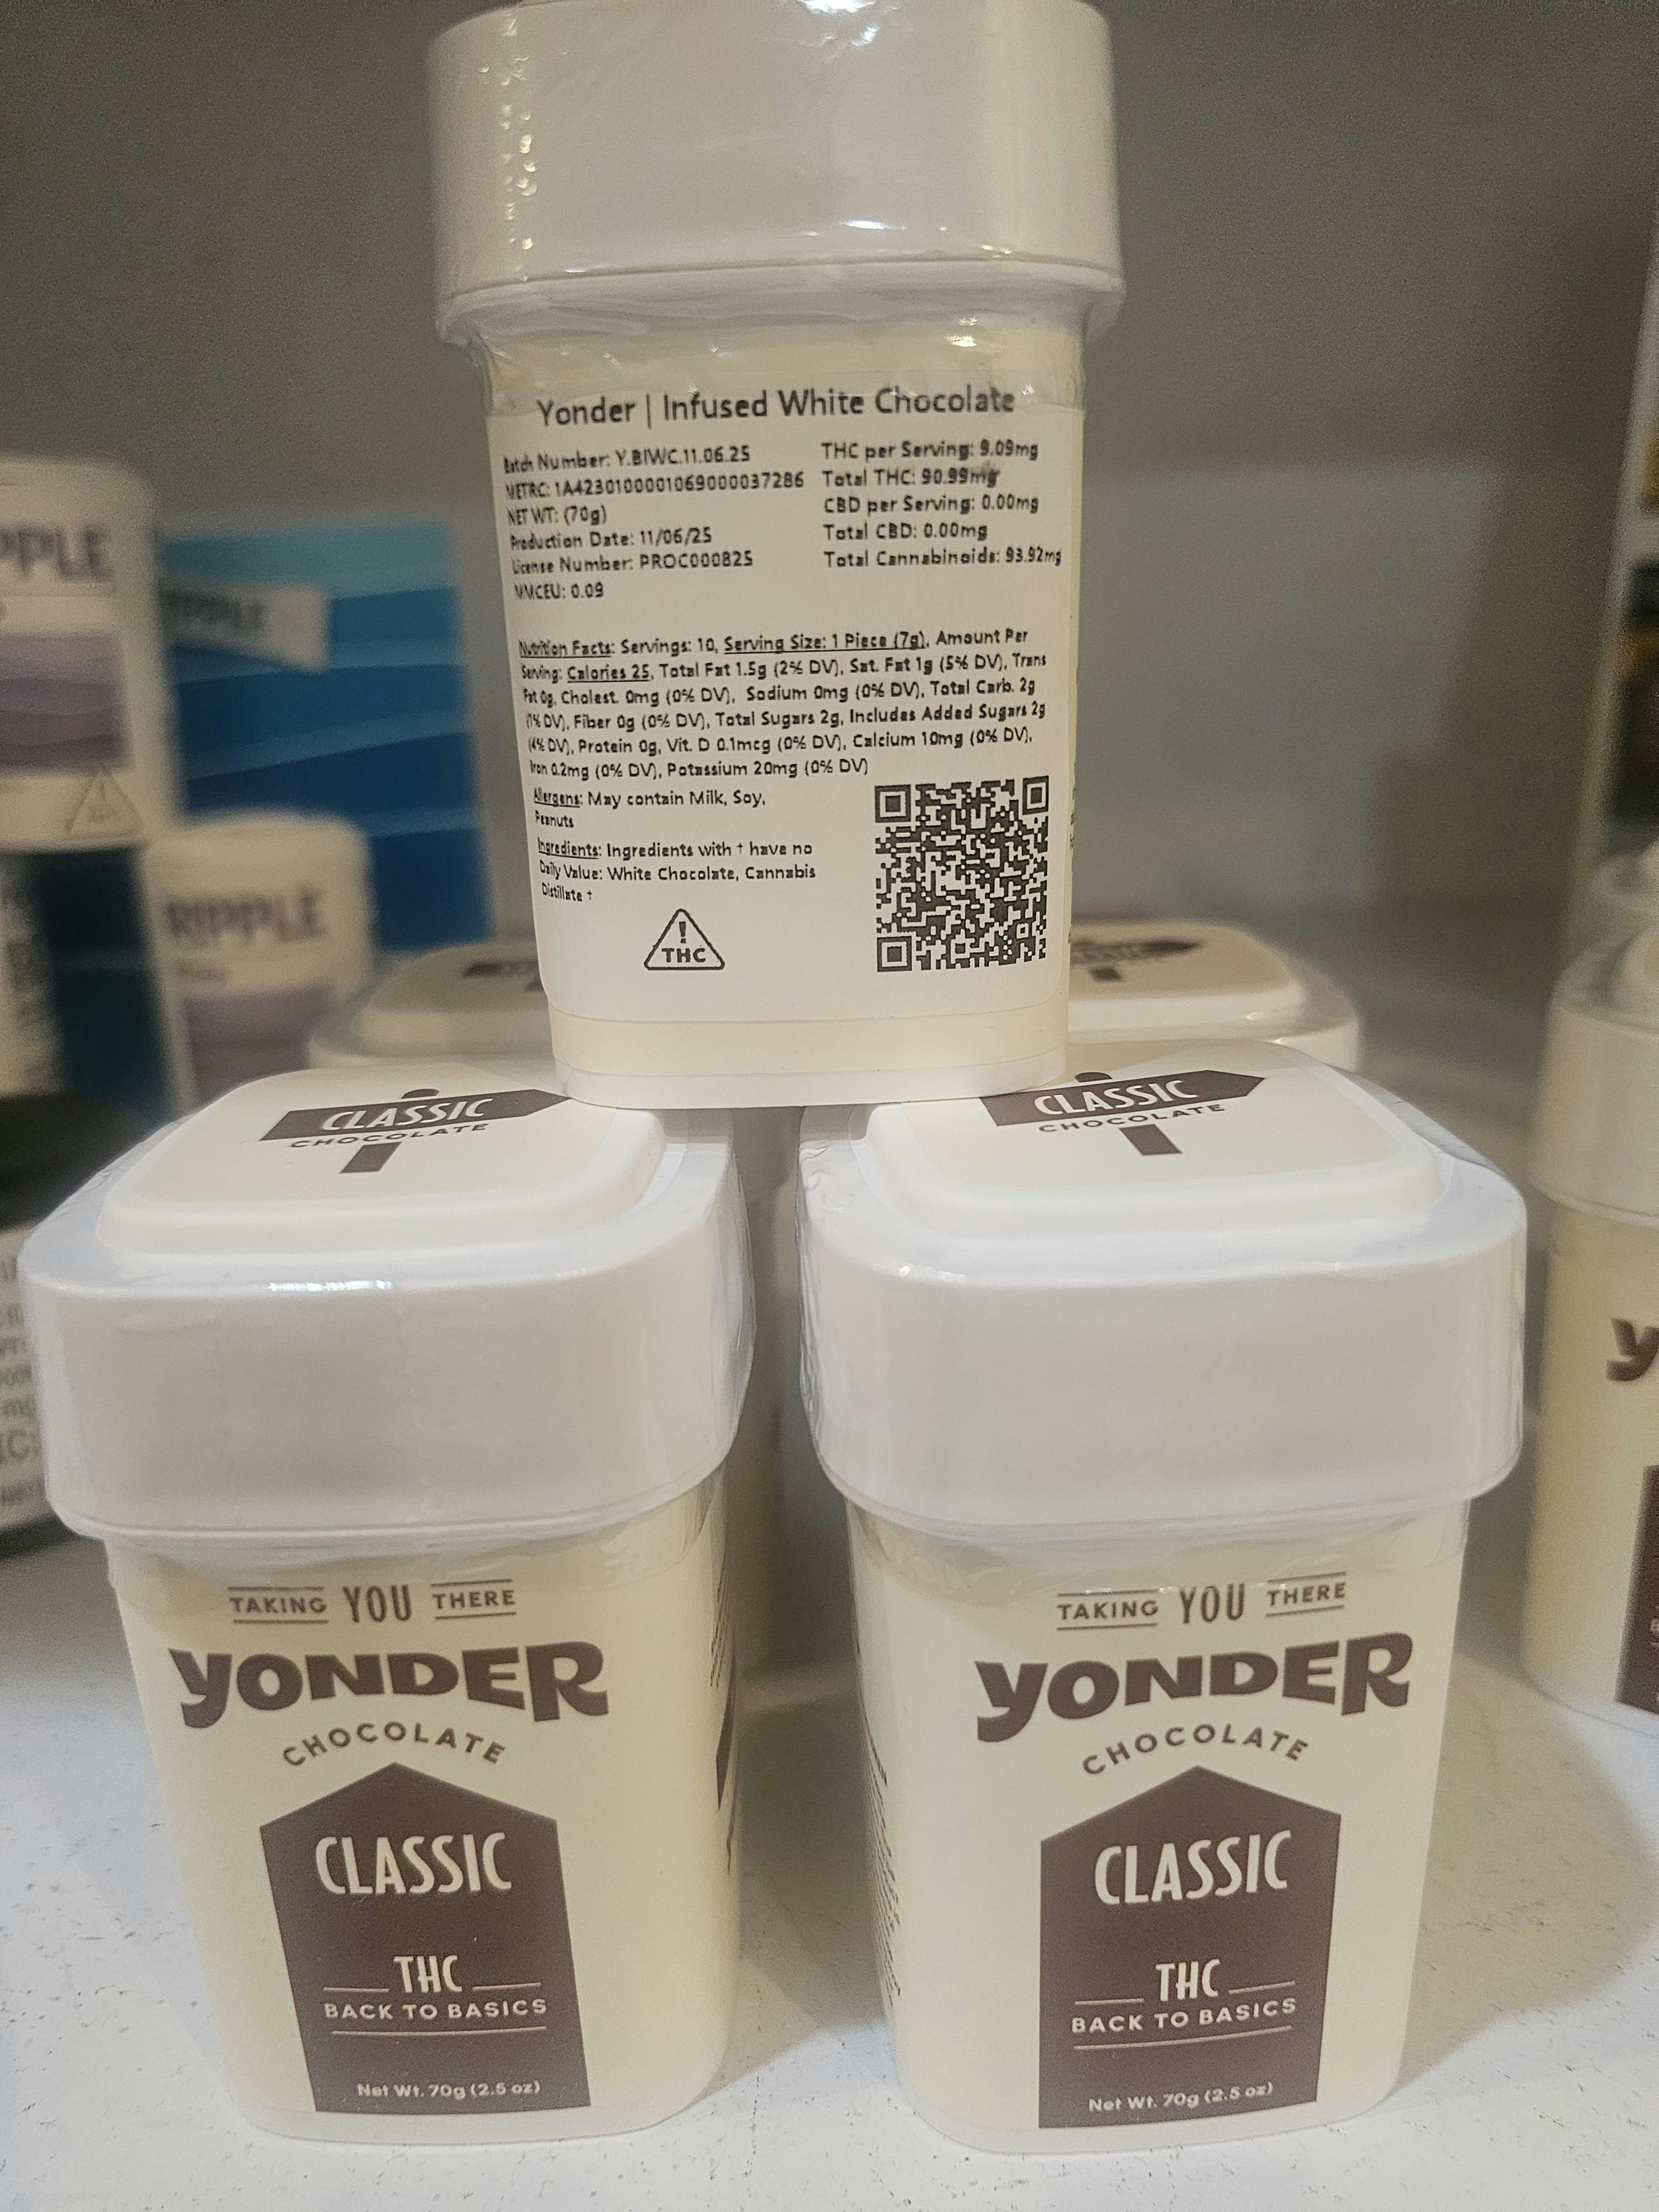 Yonder | Infused White Chocolate
Batch Number: Y.BIWC.11.06.25
METRC: 1A4230100001069000037286
NET WT: (70g)
Production Date: 11/06/25
License Number: PROC000825
MMCEU: 0.09
THC per Serving: 9.09mg
Total THC: 90.99mg
CBD per Serving: 0.00mg
Total CBD: 0.00mg
Total Cannabinoids: 93.92mg
Nutrition Facts: Servings: 10, Serving Size: 1 Piece (7g), Amount Per
Serving: Calories 25, Total Fat 1.5g (2% DV), Sat. Fat 1g (5% DV), Trans
Fat 0g, Cholest. 0mg (0% DV), Sodium 0mg (0% DV), Total Carb. 2g
(1% DV), Fiber 0g (0% DV), Total Sugars 2g, Includes Added Sugars 2g
(4% DV), Protein 0g, Vit. D 0.1mcg (0% DV), Calcium 10mg (0% DV),
Iron 0.2mg (0% DV), Potassium 20mg (0% DV)
Allergens: May contain Milk, Soy,
Peanuts
Ingredients: Ingredients with † have no
Daily Value: White Chocolate, Cannabis
Distillate †
!
THC
RIPPLE
RIPPLE
CLASSIC
CHOCOLATE
CLASSIC
CHOCOLATE
TAKING YOU THERE
YONDER
CHOCOLATE
CLASSIC
THC
BACK TO BASICS
Net Wt. 70g (2.5 oz)
TAKING YOU THERE
YONDER
CHOCOLATE
CLASSIC
THC
BACK TO BASICS
Net Wt. 70g (2.5 oz)